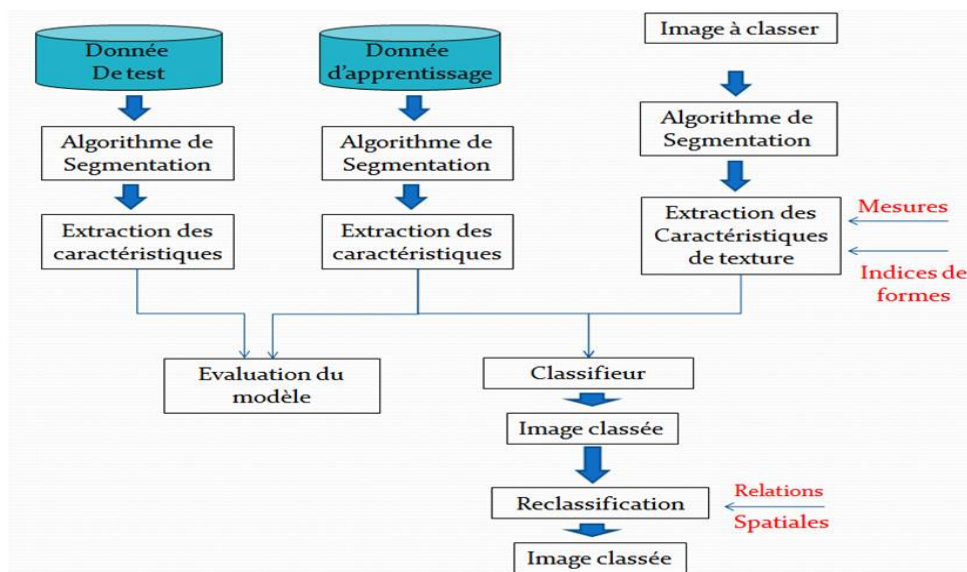 Donnée
De test
Donnée
d'apprentissage
Image à classer
Algorithme de
Segmentation
Algorithme de
Segmentation
Algorithme de
Segmentation
Extraction des
caractéristiques
Extraction des
caractéristiques
Extraction des
Caractéristiques
de texture
Mesures
Indices de
formes
Evaluation du
modèle
Classifieur
Image classée
Reclassification
Relations
Spatiales
Image classée